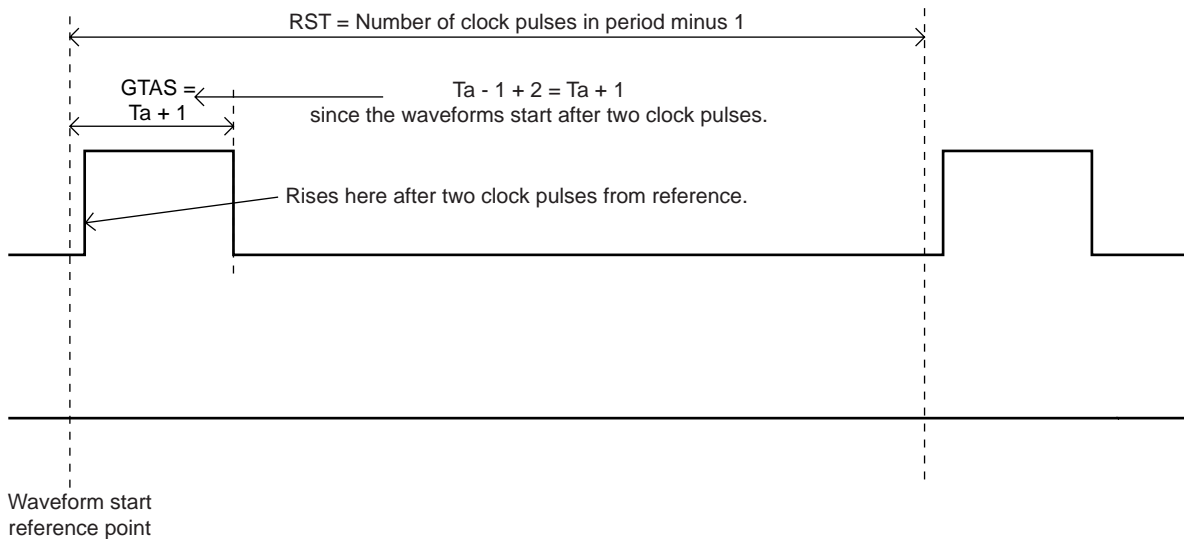 RST = Number of clock pulses in period minus 1
GTAS =
Ta + 1
Ta - 1 + 2 = Ta + 1
since the waveforms start after two clock pulses.
Rises here after two clock pulses from reference.
Waveform start
reference point